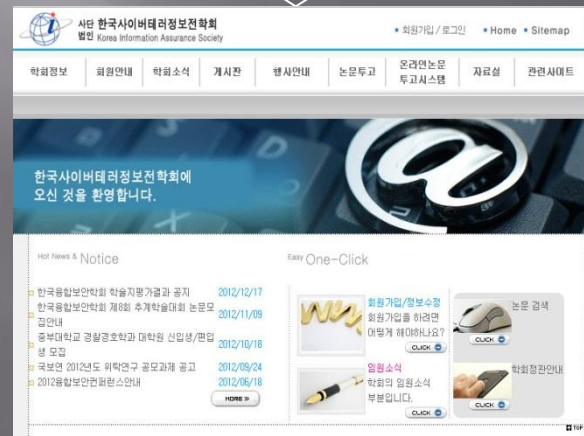 사단 한국사이버테러정보전학회
법인 Korea Information Assurance Society
회원가입 / 로그인 Home Sitemap
학회정보 회원안내 학회소식 게시판 행사안내 논문투고 온라인논문 투고시스템 자료실 관련사이트
한국사이버테러정보전학회에
오신 것을 환영합니다.
Hot News & Notice
한국융합보안학회 학술지평가결과 공지 2012/12/17
한국융합보안학회 제8회 추계학술대회 논문모
집안내 2012/11/09
중부대학교 경찰경호학과 대학원 신입생/편입
생 모집 2012/10/18
국보연 2012년도 위탁연구 공모과제 공고 2012/09/24
2012융합보안컨퍼런스안내 2012/06/18
MORE »
Easy One-Click
회원가입/정보수정
회원가입을 하려면
어떻게 해야하나요?
CLICK
논문 검색
CLICK
임원소식
학회의 임원소식
부분입니다.
CLICK
학회정관안내
CLICK
TOP